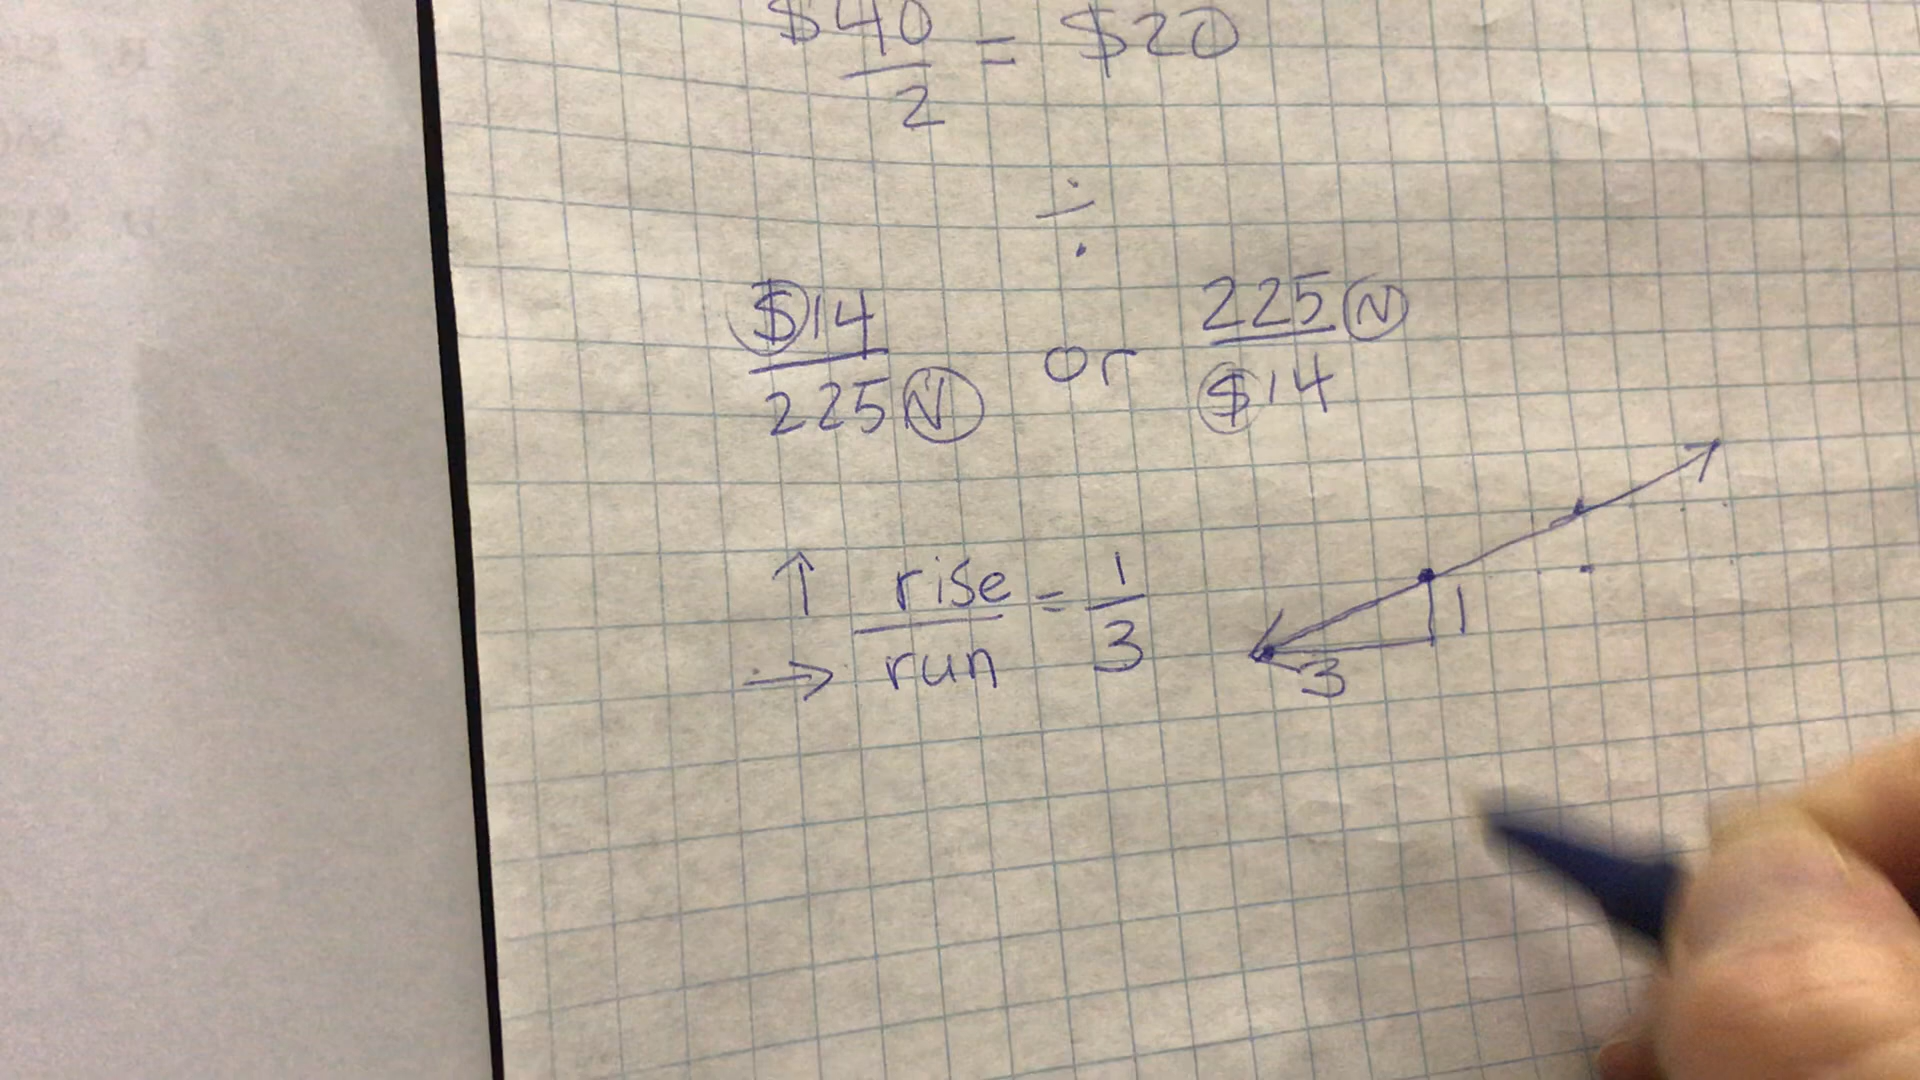 $40
— = $20
2
÷
$14 or 225 N
225 N $14
↑ rise = 1
→ run 3
1
3